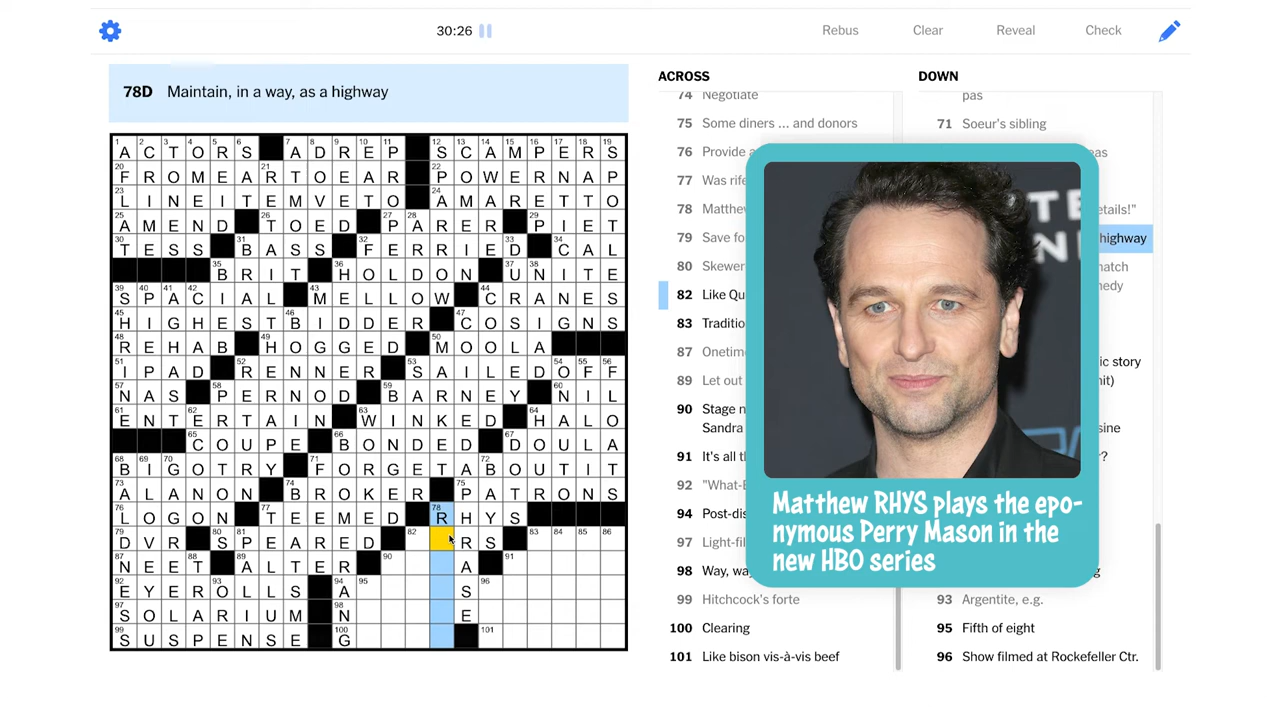 30:26
Rebus Clear Reveal Check
78D Maintain, in a way, as a highway
ACROSS
74 Negotiate
75 Some diners ... and donors
76 Provide a
77 Was rife
78 Matthew
79 Save fo
80 Skewer
82 Like Qu
83 Traditio
87 Onetim
89 Let out
90 Stage n
Sandra
91 It's all t
92 "What-E
94 Post-dis
97 Light-fil
98 Way, wa
99 Hitchcock's forte
100 Clearing
101 Like bison vis-à-vis beef
DOWN
pas
71 Soeur's sibling
eas
etails!"
highway
natch
nedy
ic story
nit)
sine
r?
g
93 Argentite, e.g.
95 Fifth of eight
96 Show filmed at Rockefeller Ctr.
ACTORS ADREP SCAMPERS
FROMEARTOEAR POWERNAP
LINEITEMVETO AMARETTO
AMEND TOED PARER PIET
TESS BASS FERRIED CAL
BRIT HOLDON UNITE
SPACIAL MELLOW CRANES
HIGHESTBIDDER COSIGNS
REHAB HOGGED MOOLA
IPAD RENNER SAILEDOFF
NAS PERNOD BARNEY NIL
ENTERTAIN WINKED HALO
COUPE BONDED DOULA
BIGOTRY FORGETABOUTIT
ALANON BROKER PATRONS
LOGON TEEMED RHYS
DVR SPEARED RS
NEET ALTER A
EYEROLLS A S
SOLARIUM N E
SUSPENSE G
Matthew RHYS plays the epo-
nymous Perry Mason in the
new HBO series